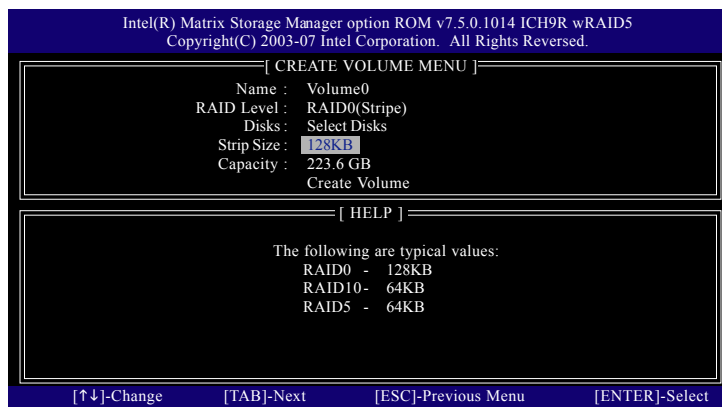 Intel(R) Matrix Storage Manager option ROM v7.5.0.1014 ICH9R wRAID5
Copyright(C) 2003-07 Intel Corporation. All Rights Reversed.
[ CREATE VOLUME MENU ]
Name : Volume0
RAID Level : RAID0(Stripe)
Disks : Select Disks
Strip Size : 128KB
Capacity : 223.6 GB
Create Volume
[ HELP ]
The following are typical values:
RAID0 - 128KB
RAID10- 64KB
RAID5 - 64KB
[↑↓]-Change [TAB]-Next [ESC]-Previous Menu [ENTER]-Select